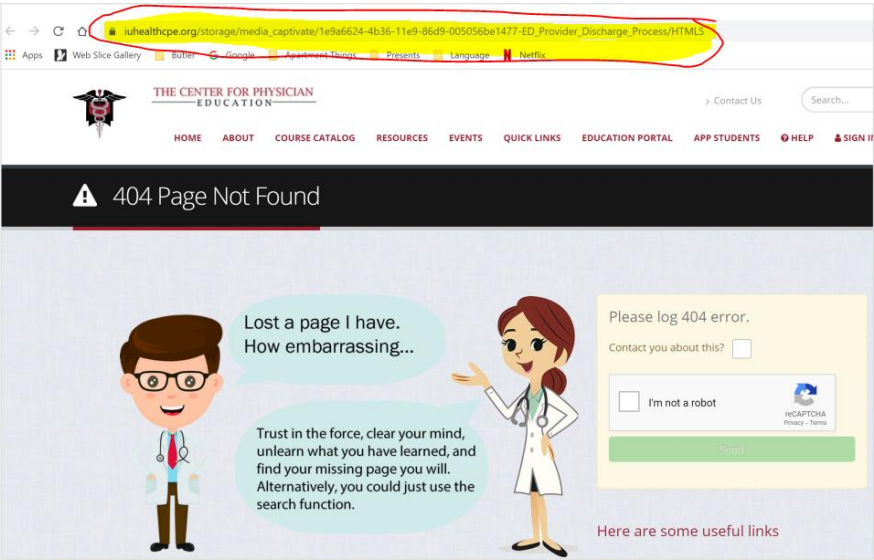 iuhealthcpe.org/storage/media_captivate/1e9a6624-4b36-11e9-86d9-005056be1477-ED_Provider_Discharge_Process/HTML5
Apps Web Slice Gallery Butler Google Apartment Things Presents Language Netflix
THE CENTER FOR PHYSICIAN
EDUCATION
› Contact Us Search...
HOME ABOUT COURSE CATALOG RESOURCES EVENTS QUICK LINKS EDUCATION PORTAL APP STUDENTS HELP SIGN IN
404 Page Not Found
Lost a page I have.
How embarrassing...
Trust in the force, clear your mind,
unlearn what you have learned, and
find your missing page you will.
Alternatively, you could just use the
search function.
Please log 404 error.
Contact you about this?
I'm not a robot
reCAPTCHA
Privacy - Terms
Send
Here are some useful links